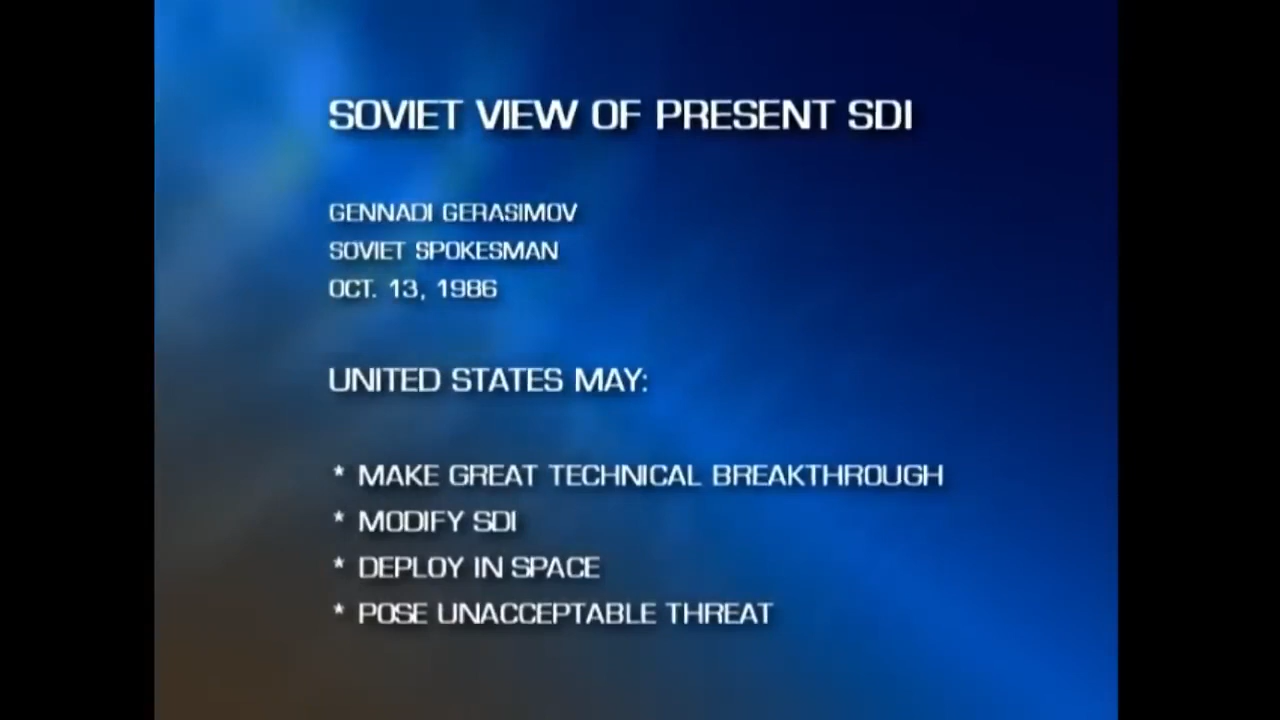 SOVIET VIEW OF PRESENT SDI
GENNADI GERASIMOV
SOVIET SPOKESMAN
OCT. 13, 1986
UNITED STATES MAY:
* MAKE GREAT TECHNICAL BREAKTHROUGH
* MODIFY SDI
* DEPLOY IN SPACE
* POSE UNACCEPTABLE THREAT